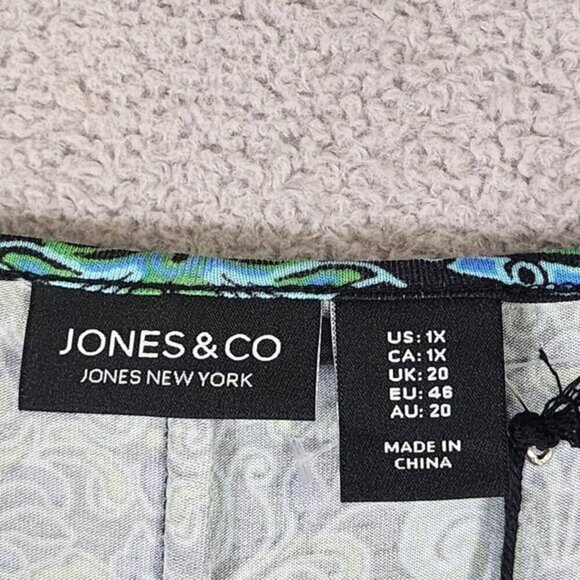 JONES & CO
JONES NEW YORK
US: 1X
CA: 1X
UK: 20
EU: 46
AU: 20
MADE IN
CHINA